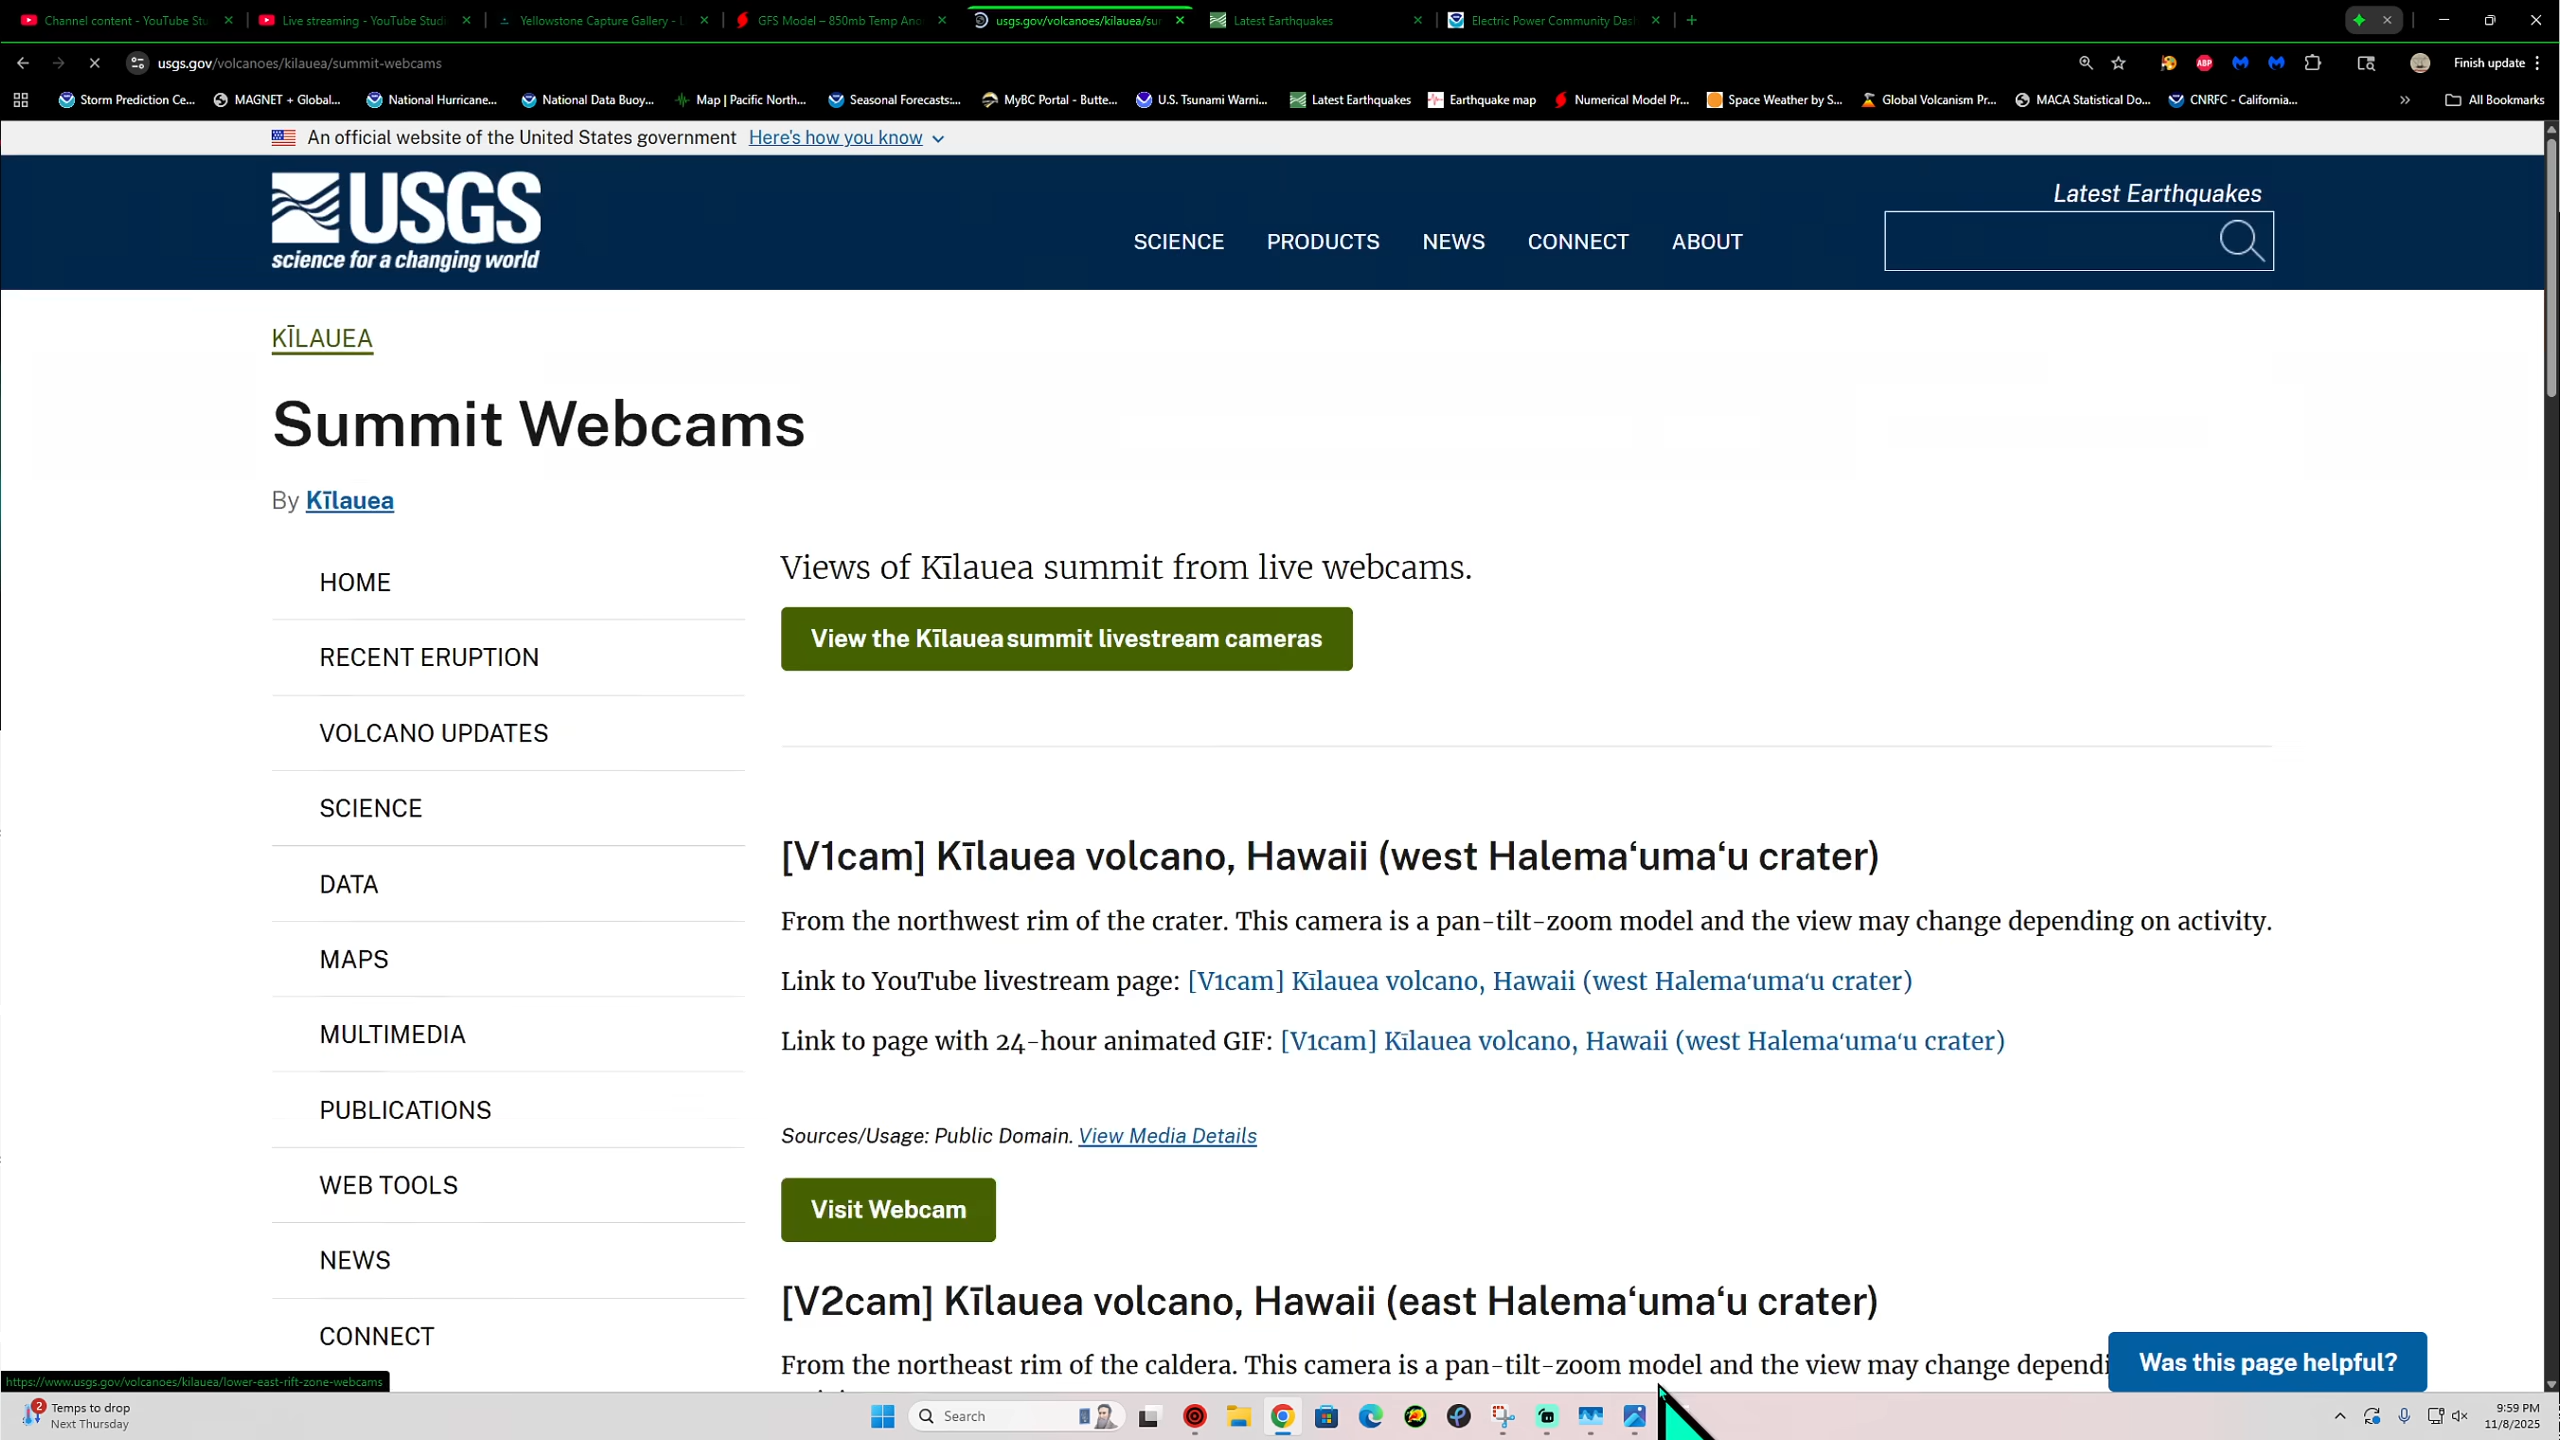 Channel content - YouTube Stu
Live streaming - YouTube Studi
Yellowstone Capture Gallery - L
GFS Model – 850mb Temp Ano
usgs.gov/volcanoes/kilauea/sur
Latest Earthquakes
Electric Power Community Das
usgs.gov/volcanoes/kilauea/summit-webcams
ABP
Finish update
Storm Prediction Ce...
MAGNET + Global...
National Hurricane...
National Data Buoy...
Map | Pacific North...
Seasonal Forecasts:...
MyBC Portal - Butte...
U.S. Tsunami Warni...
Latest Earthquakes
Earthquake map
Numerical Model Pr...
Space Weather by S...
Global Volcanism Pr...
MACA Statistical Do...
CNRFC - California...
All Bookmarks
An official website of the United States government Here's how you know
USGS
science for a changing world
SCIENCE
PRODUCTS
NEWS
CONNECT
ABOUT
Latest Earthquakes
KĪLAUEA
Summit Webcams
By Kīlauea
HOME
RECENT ERUPTION
VOLCANO UPDATES
SCIENCE
DATA
MAPS
MULTIMEDIA
PUBLICATIONS
WEB TOOLS
NEWS
CONNECT
Views of Kīlauea summit from live webcams.
View the Kīlauea summit livestream cameras
[V1cam] Kīlauea volcano, Hawaii (west Halemaʻumaʻu crater)
From the northwest rim of the crater. This camera is a pan-tilt-zoom model and the view may change depending on activity.
Link to YouTube livestream page: [V1cam] Kīlauea volcano, Hawaii (west Halemaʻumaʻu crater)
Link to page with 24-hour animated GIF: [V1cam] Kīlauea volcano, Hawaii (west Halemaʻumaʻu crater)
Sources/Usage: Public Domain. View Media Details
Visit Webcam
[V2cam] Kīlauea volcano, Hawaii (east Halemaʻumaʻu crater)
From the northeast rim of the caldera. This camera is a pan-tilt-zoom model and the view may change dependi
Was this page helpful?
https://www.usgs.gov/volcanoes/kilauea/lower-east-rift-zone-webcams
2
Temps to drop
Next Thursday
Search
9:59 PM
11/8/2025